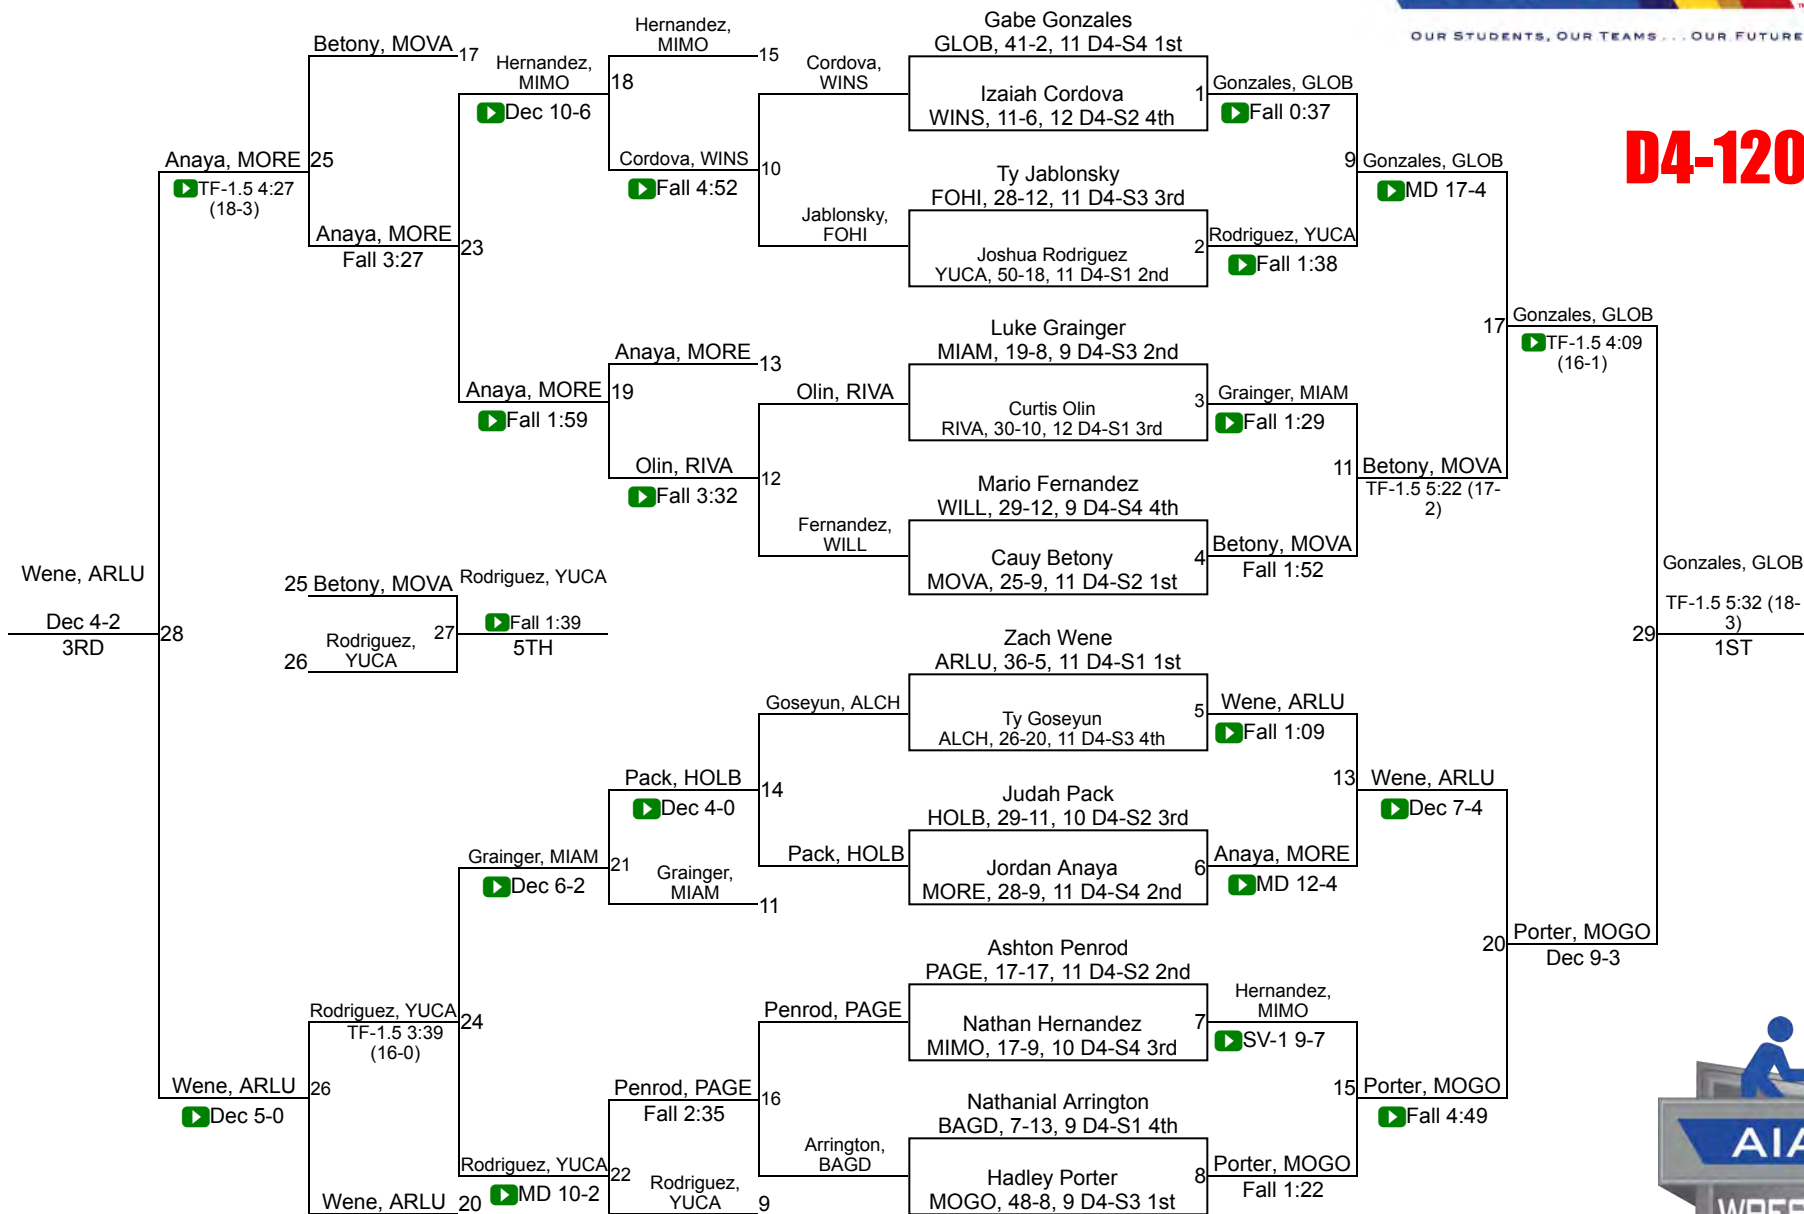 OUR STUDENTS, OUR TEAMS . . . OUR FUTURE
D4-120
Betony, MOVA
17
Anaya, MORE
25
TF-1.5 4:27
(18-3)
Anaya, MORE
23
Fall 3:27
Hernandez,
MIMO
18
Dec 10-6
Hernandez,
MIMO
15
Cordova, WINS
10
Fall 4:52
Cordova,
WINS
Jablonsky,
FOHI
Anaya, MORE
19
Fall 1:59
Anaya, MORE
13
Olin, RIVA
12
Fall 3:32
Olin, RIVA
Fernandez,
WILL
Wene, ARLU
Dec 4-2
28
3RD
25
Betony, MOVA
Rodriguez,
YUCA
26
27
Rodriguez, YUCA
Fall 1:39
5TH
Goseyun, ALCH
Pack, HOLB
14
Dec 4-0
Pack, HOLB
Grainger, MIAM
21
Dec 6-2
Grainger,
MIAM
11
Rodriguez, YUCA
24
TF-1.5 3:39
(16-0)
Wene, ARLU
26
Dec 5-0
Wene, ARLU
20
Rodriguez, YUCA
22
MD 10-2
Penrod, PAGE
16
Fall 2:35
Rodriguez,
YUCA
9
Penrod, PAGE
Arrington,
BAGD
Gabe Gonzales
GLOB, 41-2, 11 D4-S4 1st
Izaiah Cordova
WINS, 11-6, 12 D4-S2 4th
1
Gonzales, GLOB
Fall 0:37
Ty Jablonsky
FOHI, 28-12, 11 D4-S3 3rd
Joshua Rodriguez
YUCA, 50-18, 11 D4-S1 2nd
2
Rodriguez, YUCA
Fall 1:38
9
Gonzales, GLOB
MD 17-4
Luke Grainger
MIAM, 19-8, 9 D4-S3 2nd
Curtis Olin
RIVA, 30-10, 12 D4-S1 3rd
3
Grainger, MIAM
Fall 1:29
Mario Fernandez
WILL, 29-12, 9 D4-S4 4th
Cauy Betony
MOVA, 25-9, 11 D4-S2 1st
4
Betony, MOVA
Fall 1:52
11
Betony, MOVA
TF-1.5 5:22 (17-
2)
17
Gonzales, GLOB
TF-1.5 4:09
(16-1)
Zach Wene
ARLU, 36-5, 11 D4-S1 1st
Ty Goseyun
ALCH, 26-20, 11 D4-S3 4th
5
Wene, ARLU
Fall 1:09
Judah Pack
HOLB, 29-11, 10 D4-S2 3rd
Jordan Anaya
MORE, 28-9, 11 D4-S4 2nd
6
Anaya, MORE
MD 12-4
13
Wene, ARLU
Dec 7-4
Ashton Penrod
PAGE, 17-17, 11 D4-S2 2nd
Nathan Hernandez
MIMO, 17-9, 10 D4-S4 3rd
7
Hernandez,
MIMO
SV-1 9-7
Nathanial Arrington
BAGD, 7-13, 9 D4-S1 4th
Hadley Porter
MOGO, 48-8, 9 D4-S3 1st
8
Porter, MOGO
Fall 1:22
15
Porter, MOGO
Fall 4:49
20
Porter, MOGO
Dec 9-3
29
Gonzales, GLOB
TF-1.5 5:32 (18-
3)
1ST
AIA